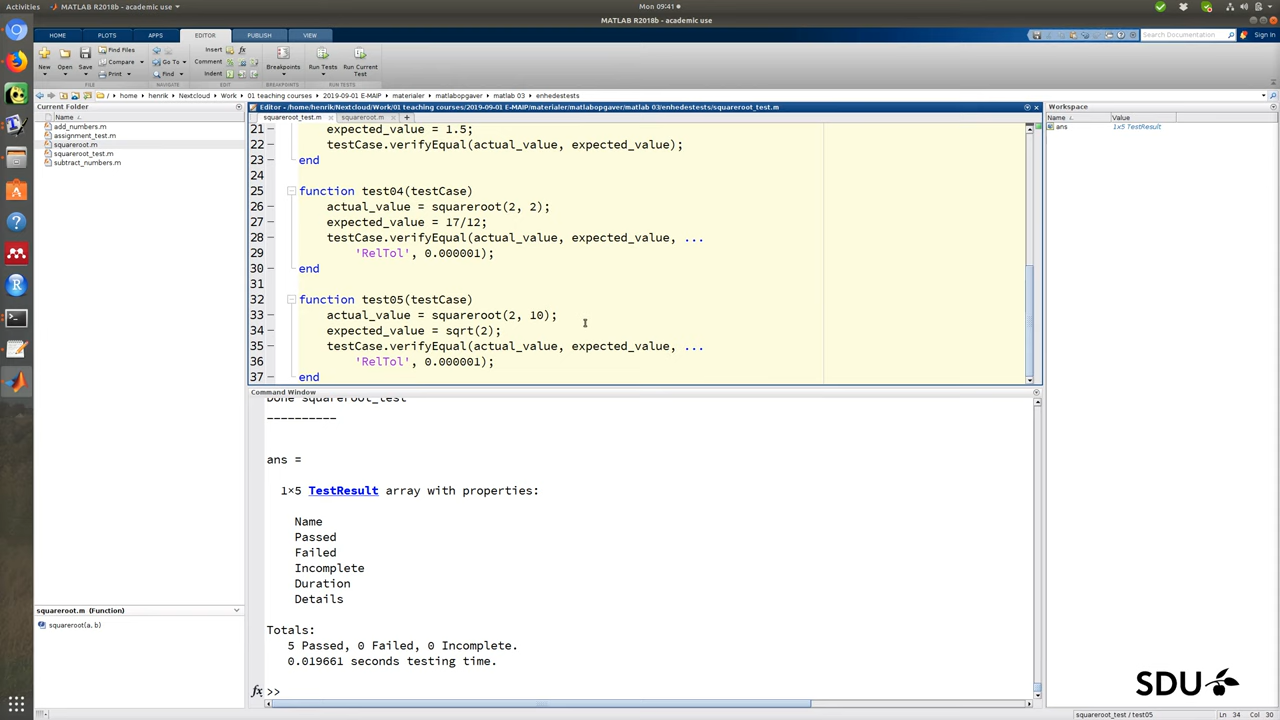 Activities
MATLAB R2018b - academic use
Mon 09:41
MATLAB R2018b - academic use
HOME PLOTS APPS EDITOR PUBLISH VIEW
Search Documentation
Sign In
New Open Save
Find Files
Compare
Print
Go To
Find
Insert
Comment
Indent
Breakpoints
Run Tests
Run Current Test
FILE NAVIGATE EDIT BREAKPOINTS RUN TESTS
/ home henrik Nextcloud Work 01 teaching courses 2019-09-01 E-MAIP materialer matlabopgaver matlab 03 enhedestests
Current Folder
Name
add_numbers.m
assignment_test.m
squareroot.m
squareroot_test.m
subtract_numbers.m
squareroot.m (Function)
squareroot(a, b)
Editor - /home/henrik/Nextcloud/Work/01 teaching courses/2019-09-01 E-MAIP/materialer/matlabopgaver/matlab 03/enhedestests/squareroot_test.m
squareroot_test.m squareroot.m
21 expected_value = 1.5;
22 testCase.verifyEqual(actual_value, expected_value);
23 end
24
25 function test04(testCase)
26 actual_value = squareroot(2, 2);
27 expected_value = 17/12;
28 testCase.verifyEqual(actual_value, expected_value, ...
29 'RelTol', 0.000001);
30 end
31
32 function test05(testCase)
33 actual_value = squareroot(2, 10);
34 expected_value = sqrt(2);
35 testCase.verifyEqual(actual_value, expected_value, ...
36 'RelTol', 0.000001);
37 end
Command Window
Done squareroot_test
----------
ans =
1×5 TestResult array with properties:
Name
Passed
Failed
Incomplete
Duration
Details
Totals:
5 Passed, 0 Failed, 0 Incomplete.
0.019661 seconds testing time.
fx >>
Workspace
Name Value
ans 1x5 TestResult
SDU
squareroot_test / test05 Ln 34 Col 30